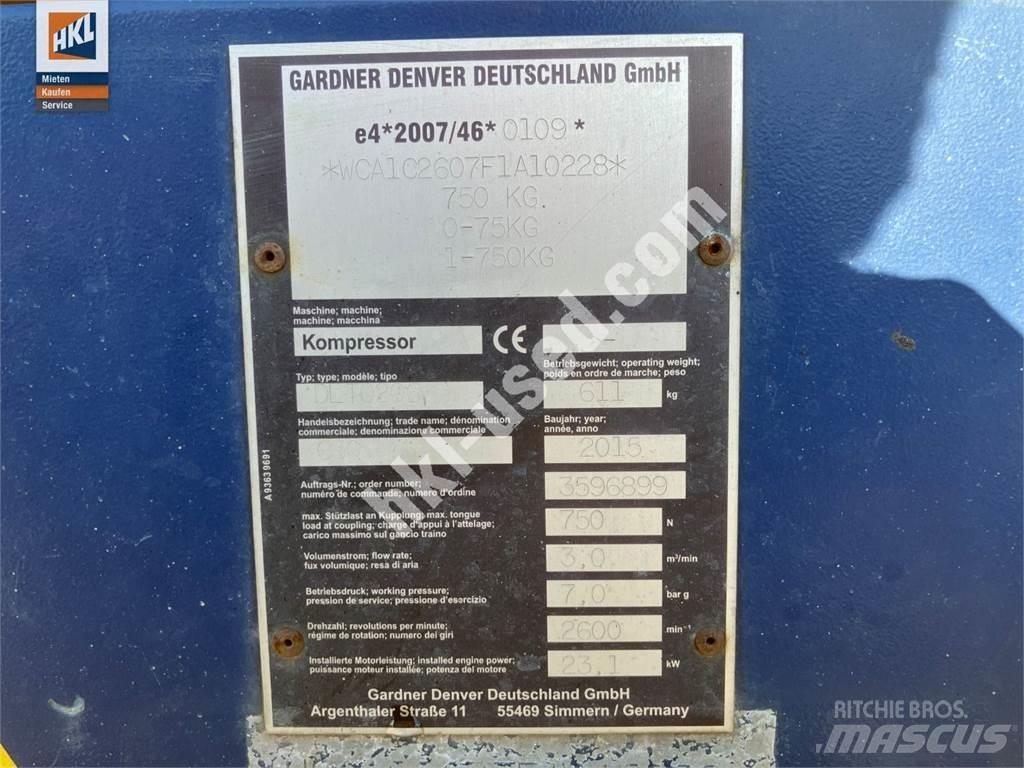 HKL
Mieten
Kaufen
Service
GARDNER DENVER DEUTSCHLAND GmbH
e4*2007/46* 0109 *
*WCA1C2607F1A10228*
750 KG.
0-75KG
1-750KG
Maschine; machine;
machine; macchina
Kompressor
CE
–
Betriebsgewicht; operating weight;
poids en ordre de marche; peso
Typ; type; modèle; tipo
611 kg
Handelsbezeichnung; trade name; dénomination
commerciale; denominazione commerciale
Baujahr; year;
année, anno
2015
Auftrags-Nr.; order number;
numéro de commande; numero d'ordine
3596899
max. Stützlast an Kupplung, max. tongue
load at coupling; charge d'appui à l'attelage;
carico massimo sul gancio traino
750 N
Volumenstrom; flow rate;
fux volumique; resa di aria
3,0 m³/min
Betriebsdruck; working pressure;
pression de service; pressione d'esercizio
7,0 bar g
Drehzahl; revolutions per minute;
régime de rotation; numero dei giri
2600 min⁻¹
Installierte Motorleistung; installed engine power;
puissance moteur installée; potenza del motore
23,1 kW
Gardner Denver Deutschland GmbH
Argenthaler Straße 11 55469 Simmern / Germany
A93639691
hkl-used.com
RITCHIE BROS.
MASCUS